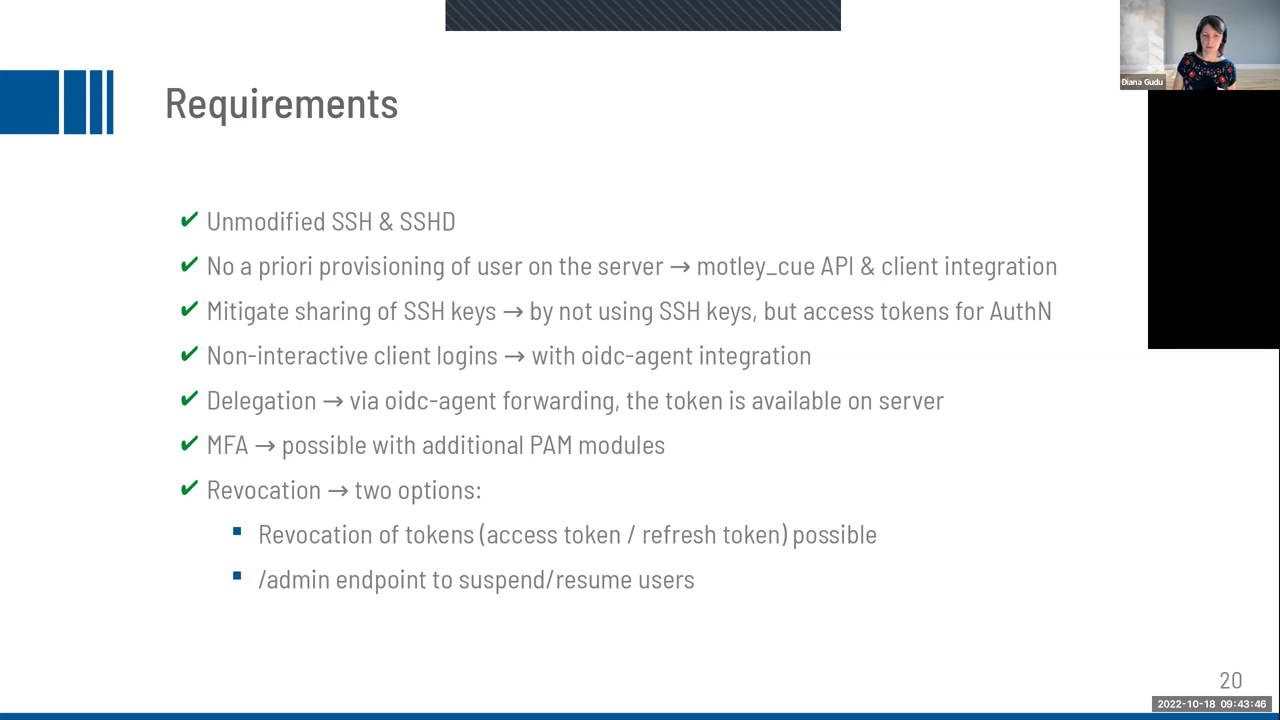 Diana Gudu
Requirements
✔ Unmodified SSH & SSHD
✔ No a priori provisioning of user on the server → motley_cue API & client integration
✔ Mitigate sharing of SSH keys → by not using SSH keys, but access tokens for AuthN
✔ Non-interactive client logins → with oidc-agent integration
✔ Delegation → via oidc-agent forwarding, the token is available on server
✔ MFA → possible with additional PAM modules
✔ Revocation → two options:
▪ Revocation of tokens (access token / refresh token) possible
▪ /admin endpoint to suspend/resume users
20
2022-10-18 09:43:46